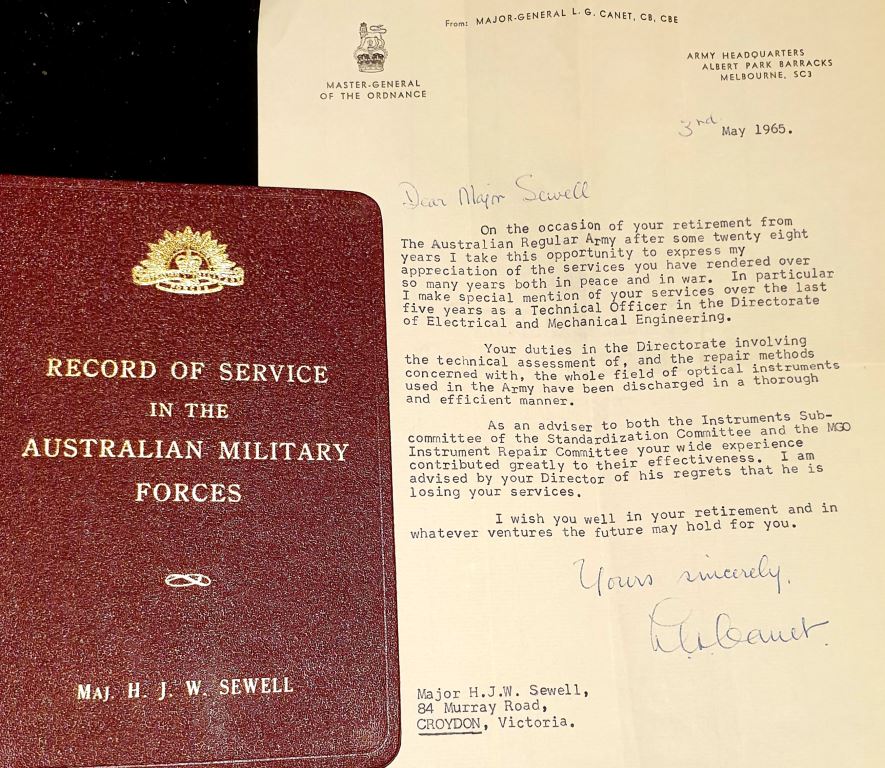 From: MAJOR-GENERAL L. G. CANET, CB, CBE
MASTER-GENERAL
OF THE ORDNANCE
ARMY HEADQUARTERS
ALBERT PARK BARRACKS
MELBOURNE, SC3
3rd May 1965.
Dear Major Sewell
On the occasion of your retirement from
The Australian Regular Army after some twenty eight
years I take this opportunity to express my
appreciation of the services you have rendered over
so many years both in peace and in war. In particular
I make special mention of your services over the last
five years as a Technical Officer in the Directorate
of Electrical and Mechanical Engineering.
Your duties in the Directorate involving
the technical assessment of, and the repair methods
concerned with, the whole field of optical instruments
used in the Army have been discharged in a thorough
and efficient manner.
As an adviser to both the Instruments Sub-
committee of the Standardization Committee and the MGO
Instrument Repair Committee your wide experience
contributed greatly to their effectiveness. I am
advised by your Director of his regrets that he is
losing your services.
I wish you well in your retirement and in
whatever ventures the future may hold for you.
Yours sincerely,
L.G. Canet.
Major H.J.W. Sewell,
84 Murray Road,
CROYDON, Victoria.
RECORD OF SERVICE
IN THE
AUSTRALIAN MILITARY
FORCES
MAJ. H. J. W. SEWELL